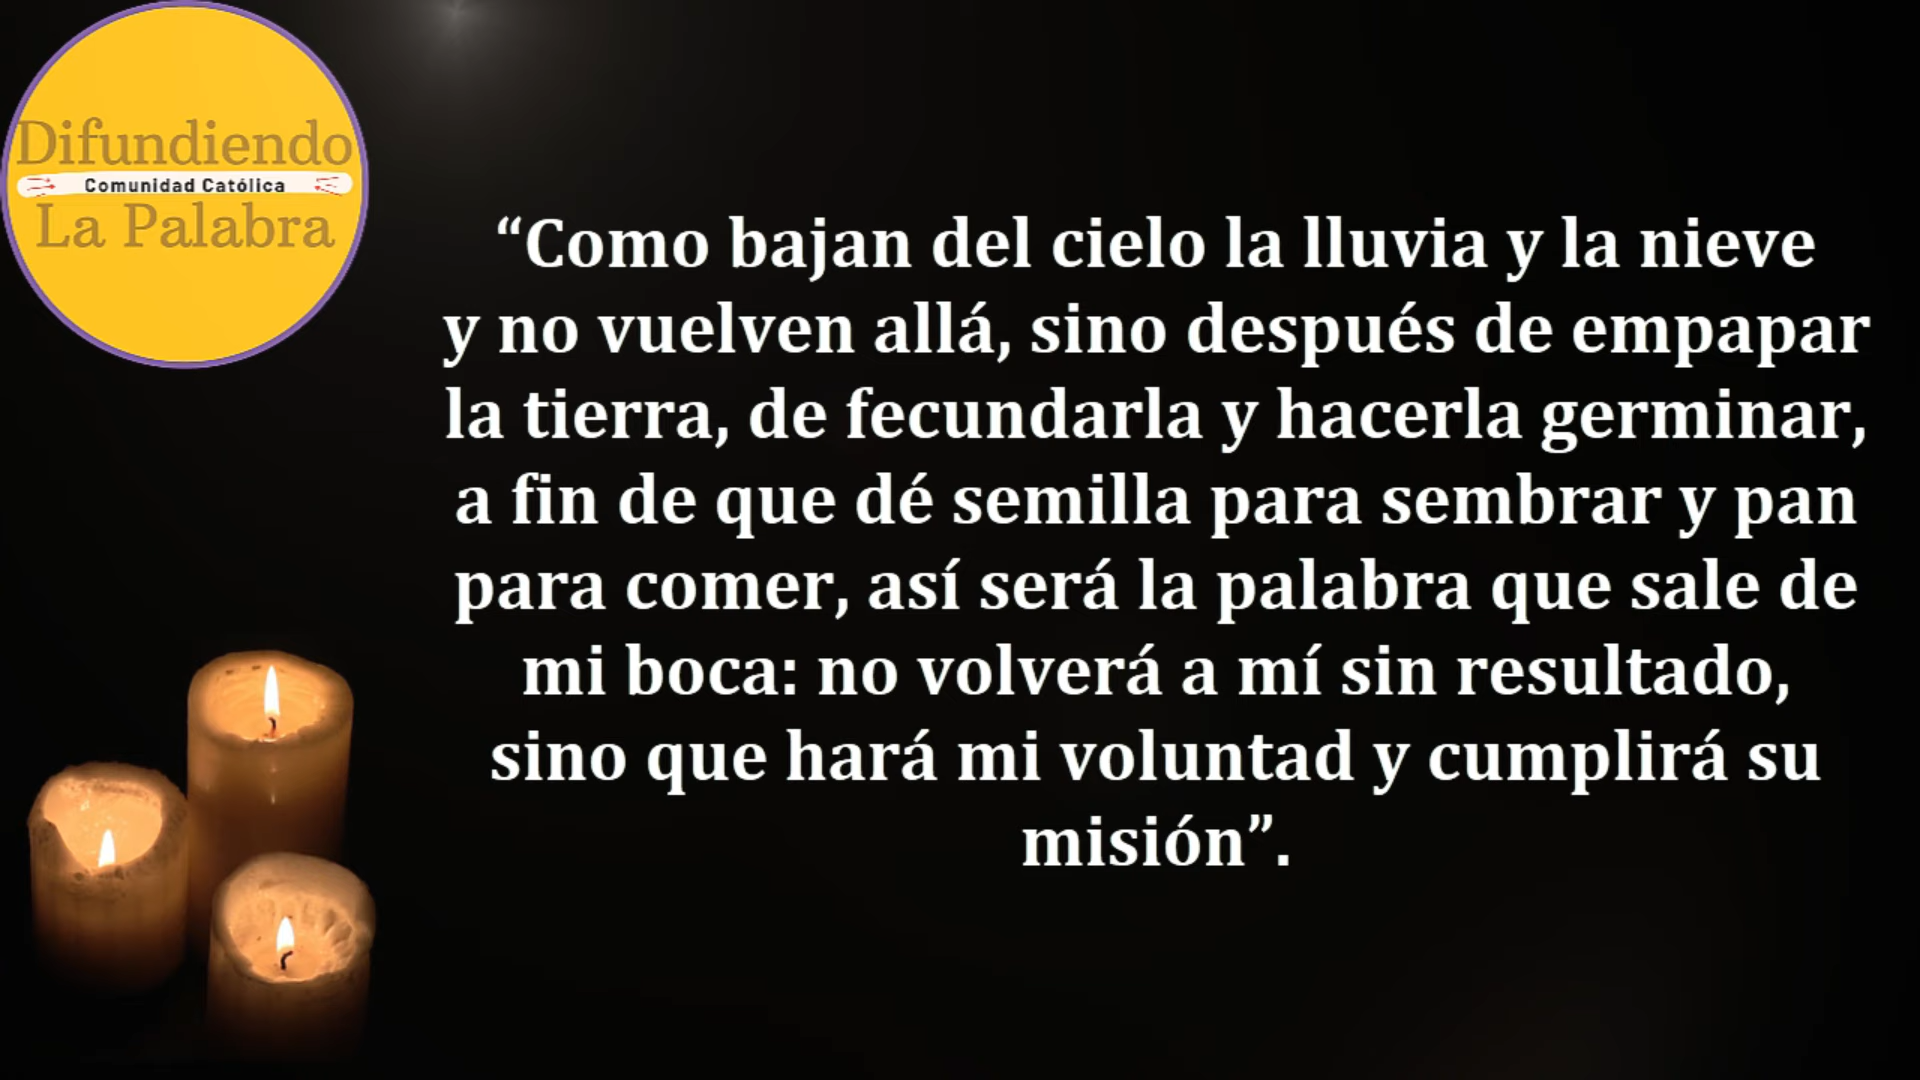 Difundiendo
Comunidad Católica
La Palabra
“Como bajan del cielo la lluvia y la nieve
y no vuelven allá, sino después de empapar
la tierra, de fecundarla y hacerla germinar,
a fin de que dé semilla para sembrar y pan
para comer, así será la palabra que sale de
mi boca: no volverá a mí sin resultado,
sino que hará mi voluntad y cumplirá su
misión”.